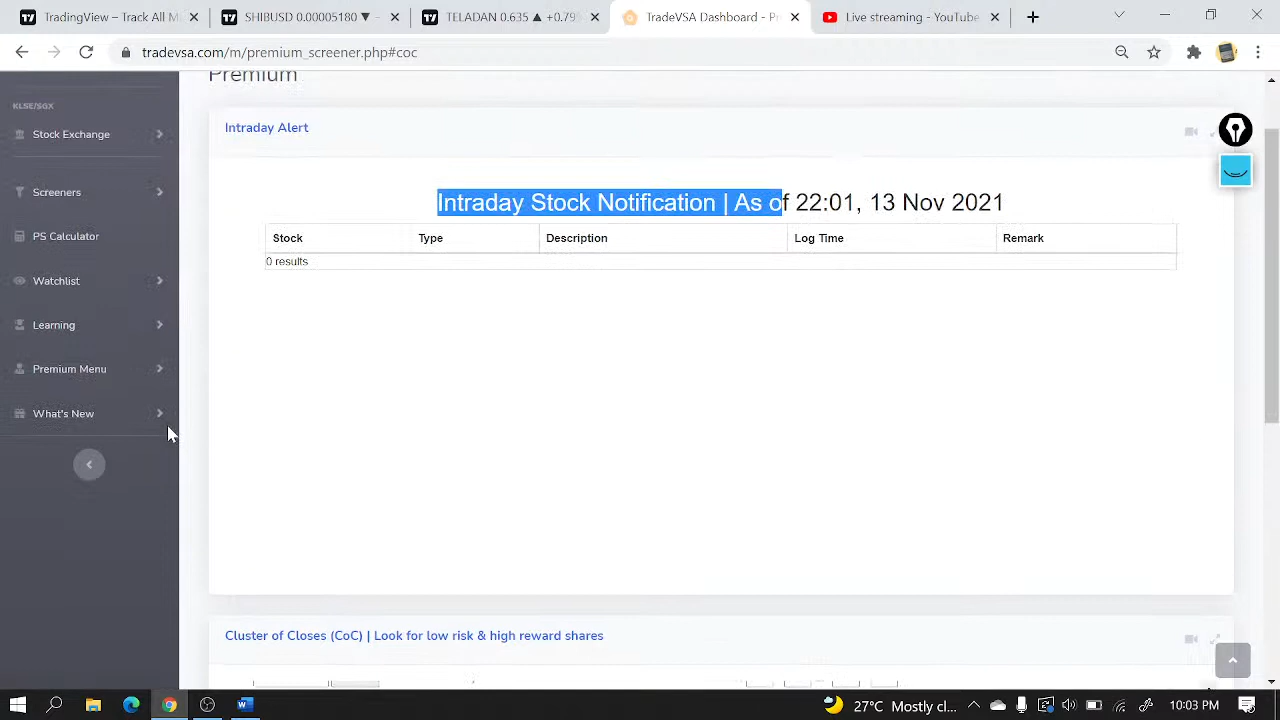 TradingView - All M
SHIBUSD 0.00005180 ▼ -
TELADAN 0.635 ▲ +0.79%
TradeVSA Dashboard - Pr
Live streaming - YouTube
tradevsa.com/m/premium_screener.php#coc
Premium
KLSE/SGX
Stock Exchange
Screeners
PS Calculator
Watchlist
Learning
Premium Menu
What's New
Intraday Alert
Intraday Stock Notification | As of 22:01, 13 Nov 2021
Stock Type Description Log Time Remark
0 results
Cluster of Closes (CoC) | Look for low risk & high reward shares
27°C Mostly cl... 10:03 PM